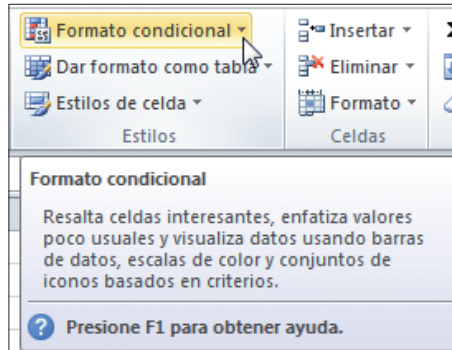 Formato condicional
Dar formato como tabla
Estilos de celda
Estilos
Insertar
Eliminar
Formato
Celdas
Formato condicional
Resalta celdas interesantes, enfatiza valores
poco usuales y visualiza datos usando barras
de datos, escalas de color y conjuntos de
iconos basados en criterios.
Presione F1 para obtener ayuda.